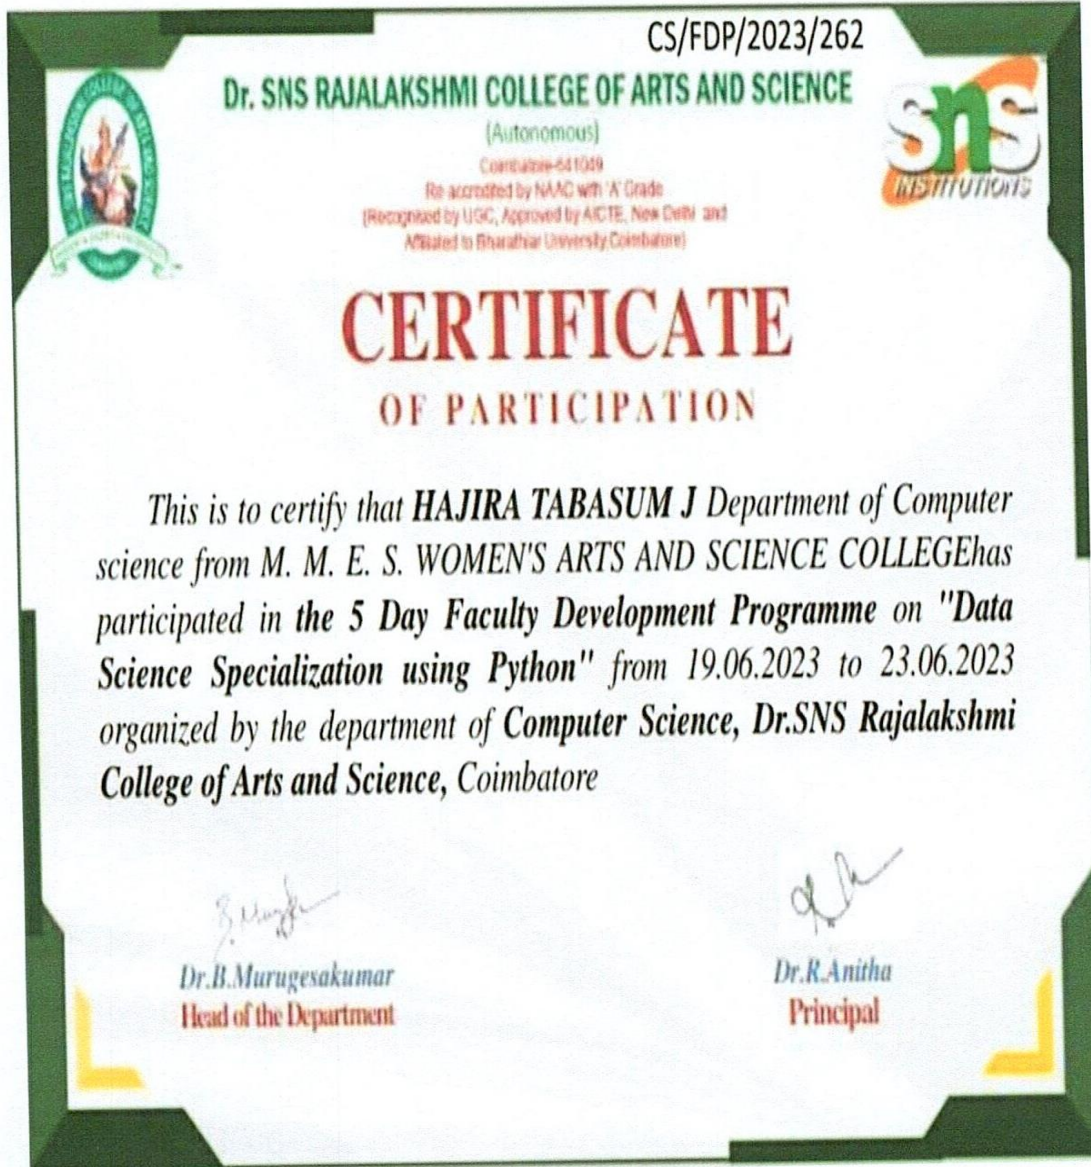 CS/FDP/2023/262
Dr. SNS RAJALAKSHMI COLLEGE OF ARTS AND SCIENCE
(Autonomous)
Coimbatore-641049
Re accredited by NAAC with 'A' Grade
(Recognised by UGC, Approved by AICTE, New Delhi and
Affiliated to Bharathiar University, Coimbatore)
sns
INSTITUTIONS
CERTIFICATE
OF PARTICIPATION
This is to certify that HAJIRA TABASUM J Department of Computer
science from M. M. E. S. WOMEN'S ARTS AND SCIENCE COLLEGEhas
participated in the 5 Day Faculty Development Programme on "Data
Science Specialization using Python" from 19.06.2023 to 23.06.2023
organized by the department of Computer Science, Dr.SNS Rajalakshmi
College of Arts and Science, Coimbatore
Dr.B.Murugesakumar
Head of the Department
Dr.R.Anitha
Principal